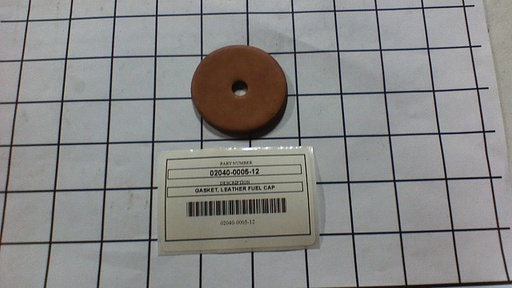 PART NUMBER
02040-0005-12
DESCRIPTION
GASKET, LEATHER FUEL CAP
02040-0005-12